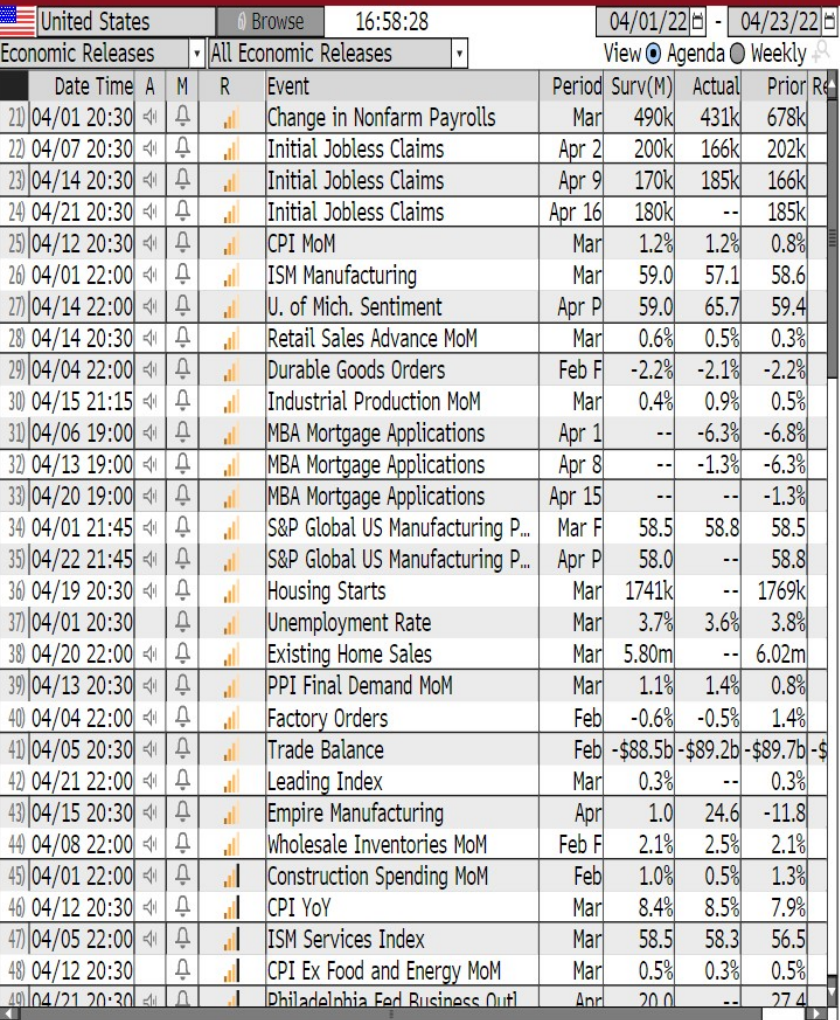 United States Browse 16:58:28 04/01/22 - 04/23/22
Economic Releases All Economic Releases View Agenda Weekly
Date Time A M R Event Period Surv(M) Actual Prior Re
21) 04/01 20:30 Change in Nonfarm Payrolls Mar 490k 431k 678k
22) 04/07 20:30 Initial Jobless Claims Apr 2 200k 166k 202k
23) 04/14 20:30 Initial Jobless Claims Apr 9 170k 185k 166k
24) 04/21 20:30 Initial Jobless Claims Apr 16 180k -- 185k
25) 04/12 20:30 CPI MoM Mar 1.2% 1.2% 0.8%
26) 04/01 22:00 ISM Manufacturing Mar 59.0 57.1 58.6
27) 04/14 22:00 U. of Mich. Sentiment Apr P 59.0 65.7 59.4
28) 04/14 20:30 Retail Sales Advance MoM Mar 0.6% 0.5% 0.3%
29) 04/04 22:00 Durable Goods Orders Feb F -2.2% -2.1% -2.2%
30) 04/15 21:15 Industrial Production MoM Mar 0.4% 0.9% 0.5%
31) 04/06 19:00 MBA Mortgage Applications Apr 1 -- -6.3% -6.8%
32) 04/13 19:00 MBA Mortgage Applications Apr 8 -- -1.3% -6.3%
33) 04/20 19:00 MBA Mortgage Applications Apr 15 -- -- -1.3%
34) 04/01 21:45 S&P Global US Manufacturing P... Mar F 58.5 58.8 58.5
35) 04/22 21:45 S&P Global US Manufacturing P... Apr P 58.0 -- 58.8
36) 04/19 20:30 Housing Starts Mar 1741k -- 1769k
37) 04/01 20:30 Unemployment Rate Mar 3.7% 3.6% 3.8%
38) 04/20 22:00 Existing Home Sales Mar 5.80m -- 6.02m
39) 04/13 20:30 PPI Final Demand MoM Mar 1.1% 1.4% 0.8%
40) 04/04 22:00 Factory Orders Feb -0.6% -0.5% 1.4%
41) 04/05 20:30 Trade Balance Feb -$88.5b -$89.2b -$89.7b -$
42) 04/21 22:00 Leading Index Mar 0.3% -- 0.3%
43) 04/15 20:30 Empire Manufacturing Apr 1.0 24.6 -11.8
44) 04/08 22:00 Wholesale Inventories MoM Feb F 2.1% 2.5% 2.1%
45) 04/01 22:00 Construction Spending MoM Feb 1.0% 0.5% 1.3%
46) 04/12 20:30 CPI YoY Mar 8.4% 8.5% 7.9%
47) 04/05 22:00 ISM Services Index Mar 58.5 58.3 56.5
48) 04/12 20:30 CPI Ex Food and Energy MoM Mar 0.5% 0.3% 0.5%
49) 04/21 20:30 Philadelphia Fed Business Outl Apr 20.0 -- 27.4